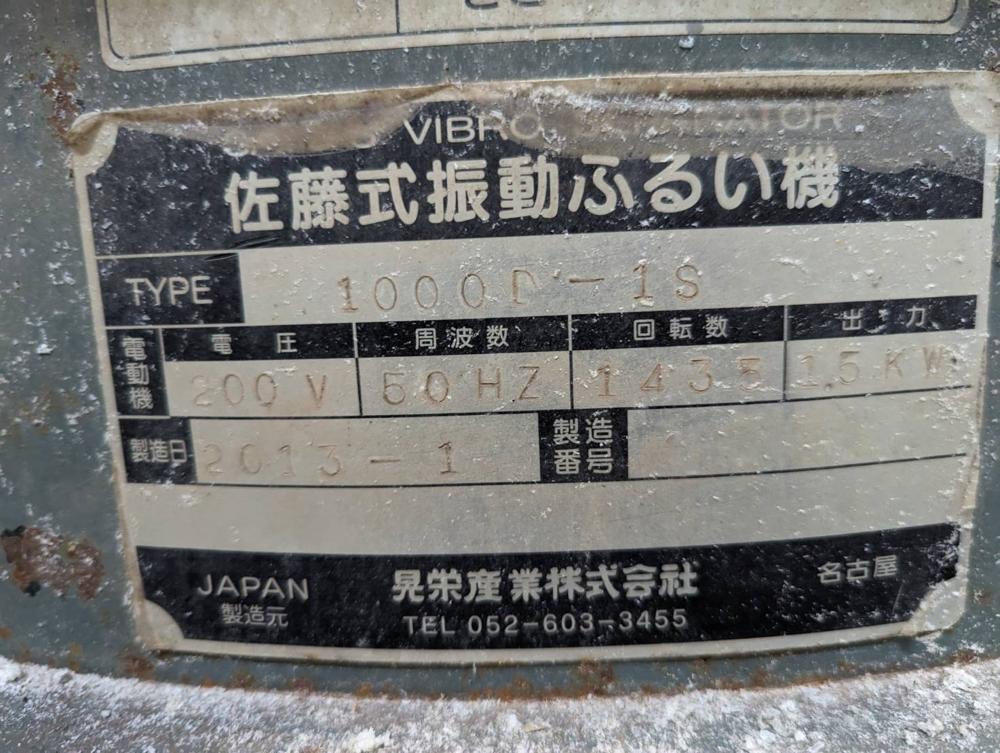 VIBRO SEPARATOR
佐藤式振動ふるい機
TYPE 1000D-1S
電動機 電圧 周波数 回転数 出力
200V 50HZ 1435 1.5KW
製造日 2013-1 製造番号
JAPAN 製造元 晃栄産業株式会社 名古屋
TEL 052-603-3455